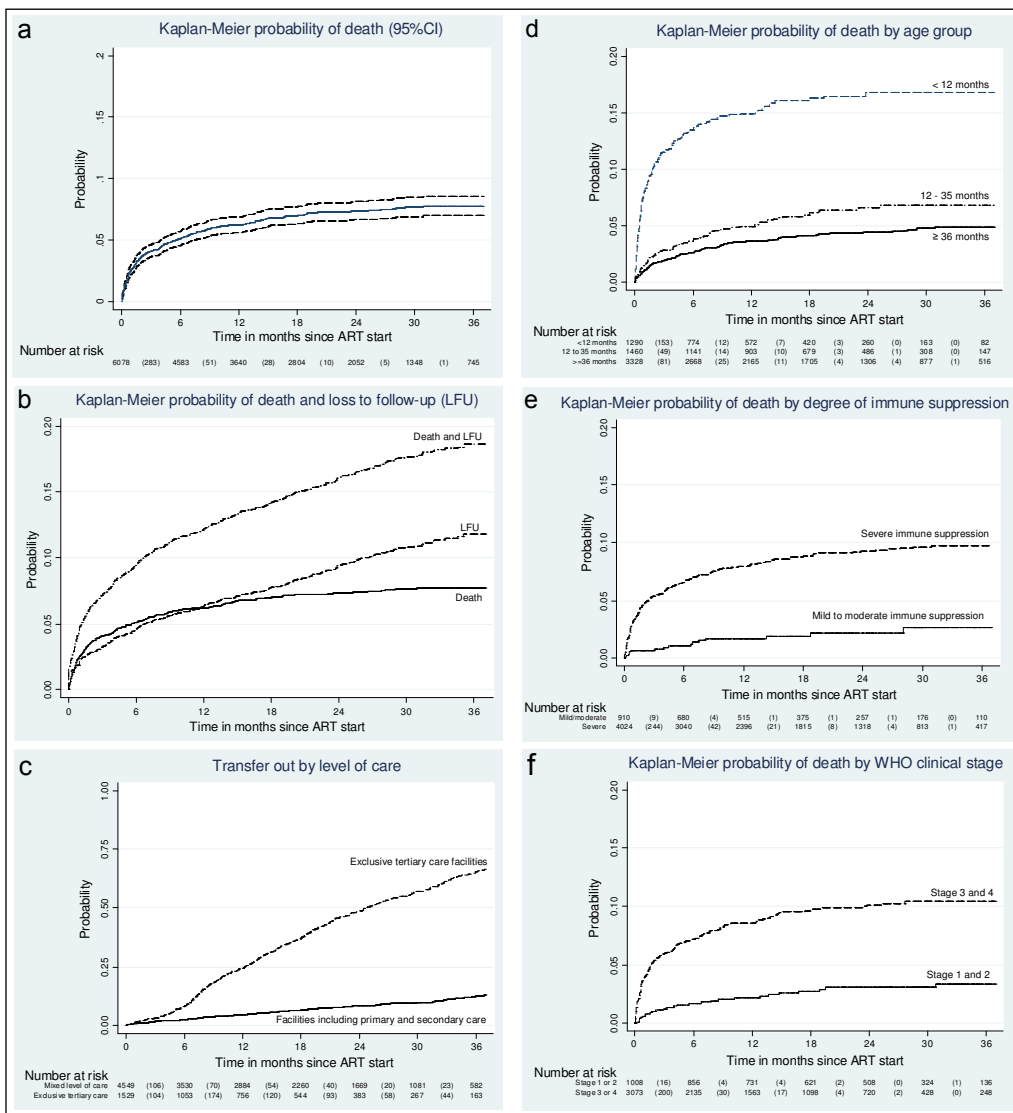 a
Kaplan-Meier probability of death (95%CI)
Probability
.2
.15
.1
.05
0
0 6 12 18 24 30 36
Time in months since ART start
Number at risk
6078 (283) 4583 (51) 3640 (28) 2804 (10) 2052 (5) 1348 (1) 745
b
Kaplan-Meier probability of death and loss to follow-up (LFU)
Probability
0.20
0.15
0.10
0.05
0.00
Death and LFU
LFU
Death
0 6 12 18 24 30 36
Time in months since ART start
c
Transfer out by level of care
Probability
1.00
0.75
0.50
0.25
0.00
Exclusive tertiary care facilities
Facilities including primary and secondary care
0 6 12 18 24 30 36
Time in months since ART start
Number at risk
Mixed level of care 4549 (106) 3530 (70) 2884 (54) 2260 (40) 1669 (20) 1081 (23) 582
Exclusive tertiary care 1529 (104) 1053 (174) 756 (120) 544 (93) 383 (58) 267 (44) 163
d
Kaplan-Meier probability of death by age group
Probability
0.20
0.15
0.10
0.05
0.00
< 12 months
12 - 35 months
≥ 36 months
0 6 12 18 24 30 36
Time in months since ART start
Number at risk
<12 months 1290 (153) 774 (12) 572 (7) 420 (3) 260 (0) 163 (0) 82
12 to 35 months 1460 (49) 1141 (14) 903 (10) 679 (3) 486 (1) 308 (0) 147
>=36 months 3328 (81) 2668 (25) 2165 (11) 1705 (4) 1306 (4) 877 (1) 516
e
Kaplan-Meier probability of death by degree of immune suppression
Probability
0.20
0.15
0.10
0.05
0.00
Severe immune suppression
Mild to moderate immune suppression
0 6 12 18 24 30 36
Time in months since ART start
Number at risk
Mild/moderate 910 (9) 680 (4) 515 (1) 375 (1) 257 (1) 176 (0) 110
Severe 4024 (244) 3040 (42) 2396 (21) 1815 (8) 1318 (4) 813 (1) 417
f
Kaplan-Meier probability of death by WHO clinical stage
Probability
0.20
0.15
0.10
0.05
0.00
Stage 3 and 4
Stage 1 and 2
0 6 12 18 24 30 36
Time in months since ART start
Number at risk
Stage 1 or 2 1008 (16) 856 (4) 731 (4) 621 (2) 508 (0) 324 (1) 136
Stage 3 or 4 3073 (200) 2135 (30) 1563 (17) 1098 (4) 720 (2) 428 (0) 248